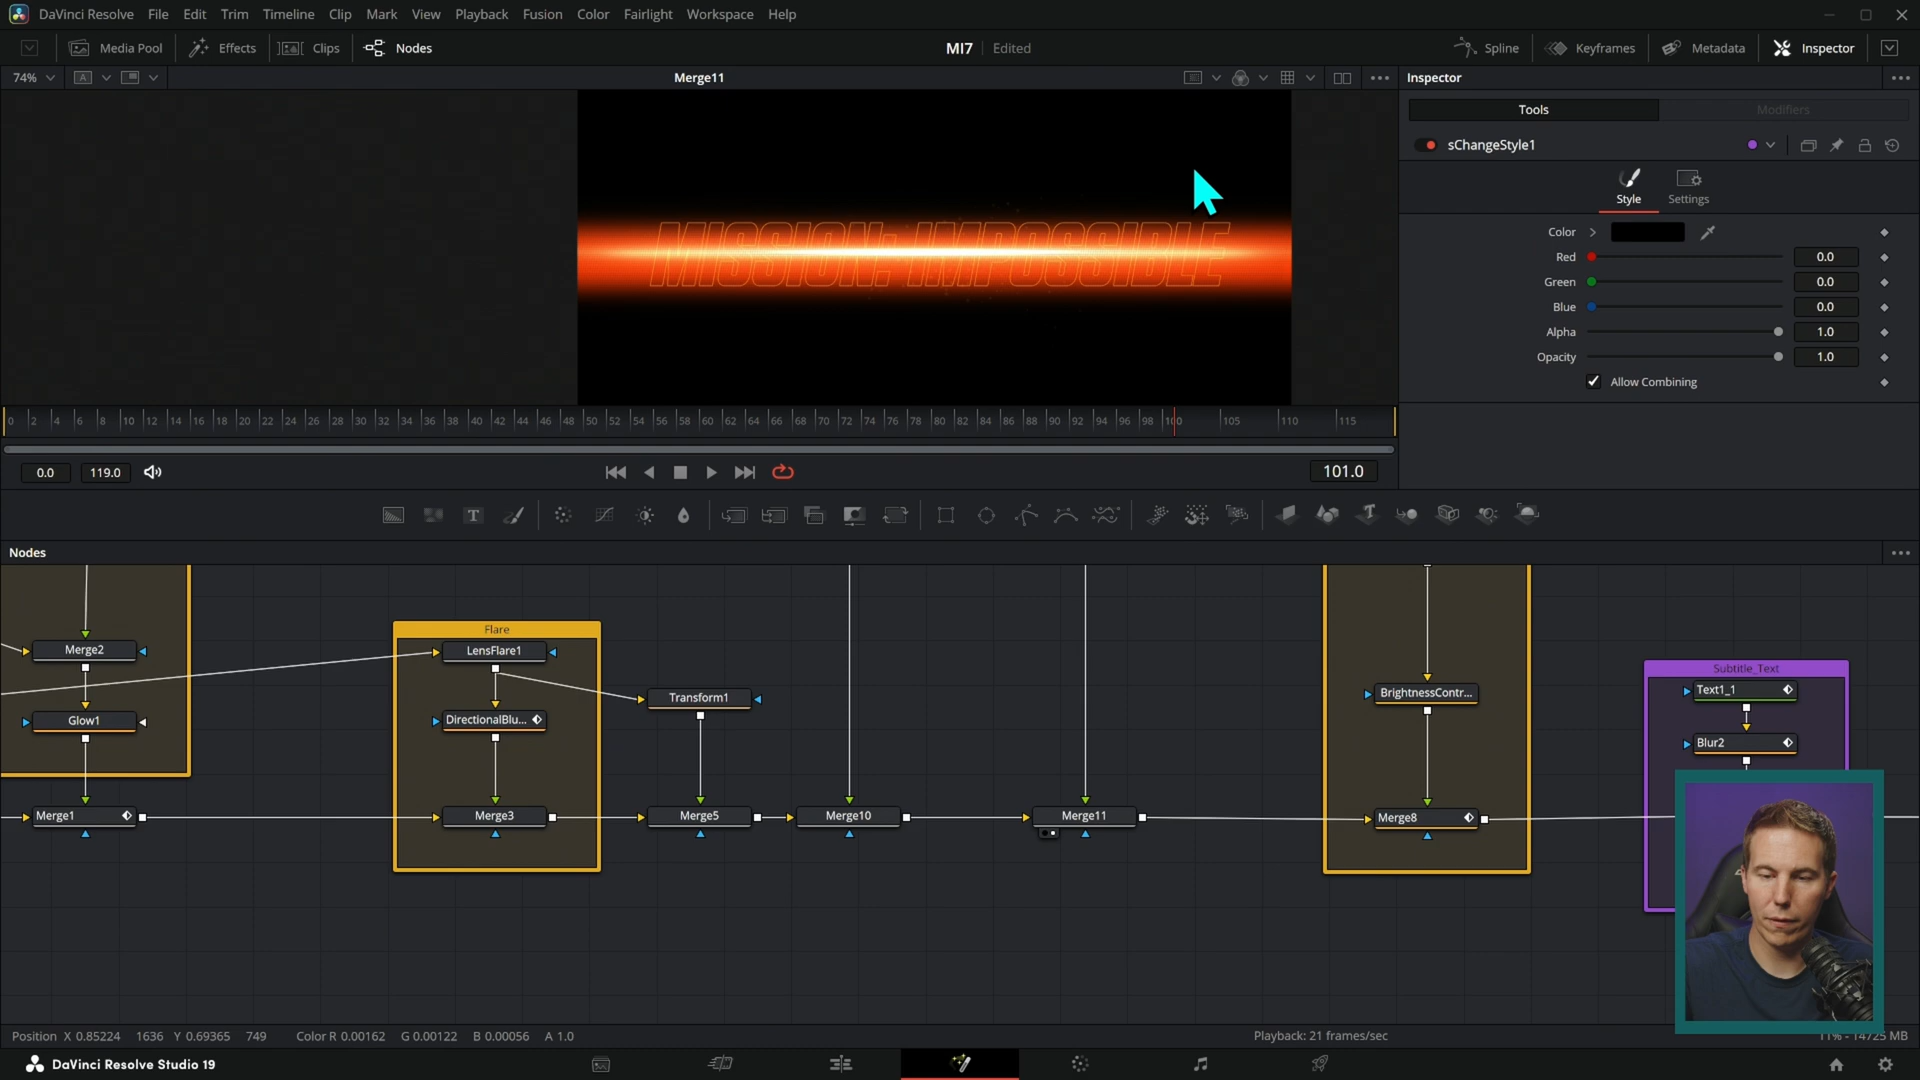 DaVinci Resolve File Edit Trim Timeline Clip Mark View Playback Fusion Color Fairlight Workspace Help
Media Pool Effects Clips Nodes MI7 Edited Spline Keyframes Metadata Inspector
74% A Merge11 Inspector
Tools Modifiers
sChangeStyle1
Style Settings
Color
Red 0.0
Green 0.0
Blue 0.0
Alpha 1.0
Opacity 1.0
Allow Combining
MISSION: IMPOSSIBLE
0 2 4 6 8 10 12 14 16 18 20 22 24 26 28 30 32 34 36 38 40 42 44 46 48 50 52 54 56 58 60 62 64 66 68 70 72 74 76 78 80 82 84 86 88 90 92 94 96 98 100 105 110 115
0.0 119.0 101.0
T
Nodes
Flare
Merge2 LensFlare1
Subtitle_Text
Transform1 BrightnessContr... Text1_1
Glow1 DirectionalBlu...
Blur2
Merge1 Merge3 Merge5 Merge10 Merge11 Merge8
Position X 0.85224 1636 Y 0.69365 749 Color R 0.00162 G 0.00122 B 0.00056 A 1.0 Playback: 21 frames/sec 11% - 14725 MB
DaVinci Resolve Studio 19